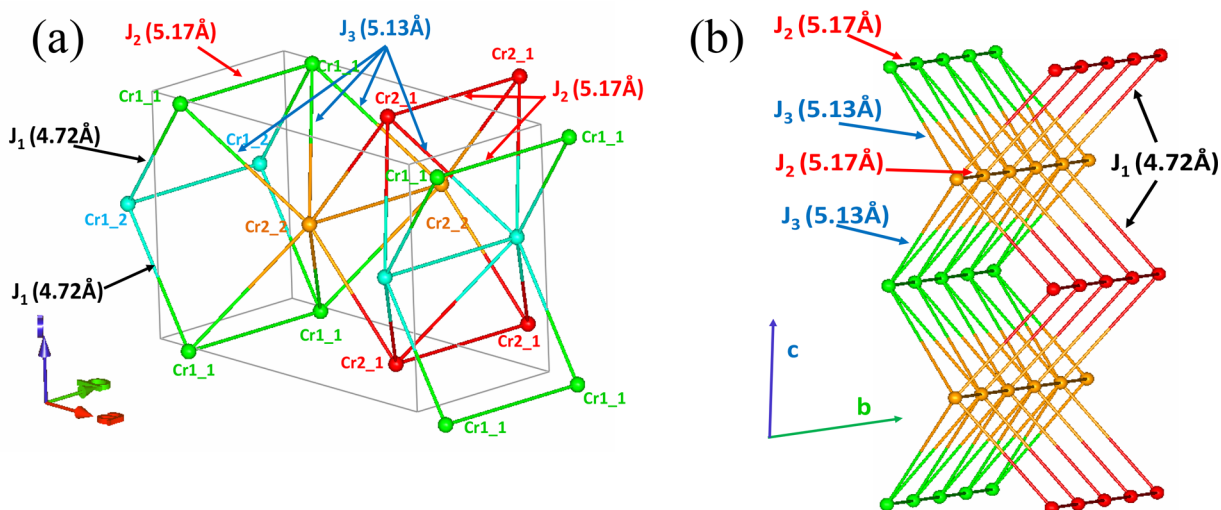 (a)
J₂ (5.17Å)
J₃ (5.13Å)
Cr1_1
Cr2_1
Cr1_1
Cr2_1
J₂ (5.17Å)
J₁ (4.72Å)
Cr1_2
Cr1_1
Cr1_1
Cr1_2
Cr2_2
Cr2_2
J₁ (4.72Å)
Cr1_1
Cr1_1
Cr2_1
Cr2_1
Cr1_1
Cr1_1
(b)
J₂ (5.17Å)
J₃ (5.13Å)
J₂ (5.17Å)
J₁ (4.72Å)
J₃ (5.13Å)
c
b